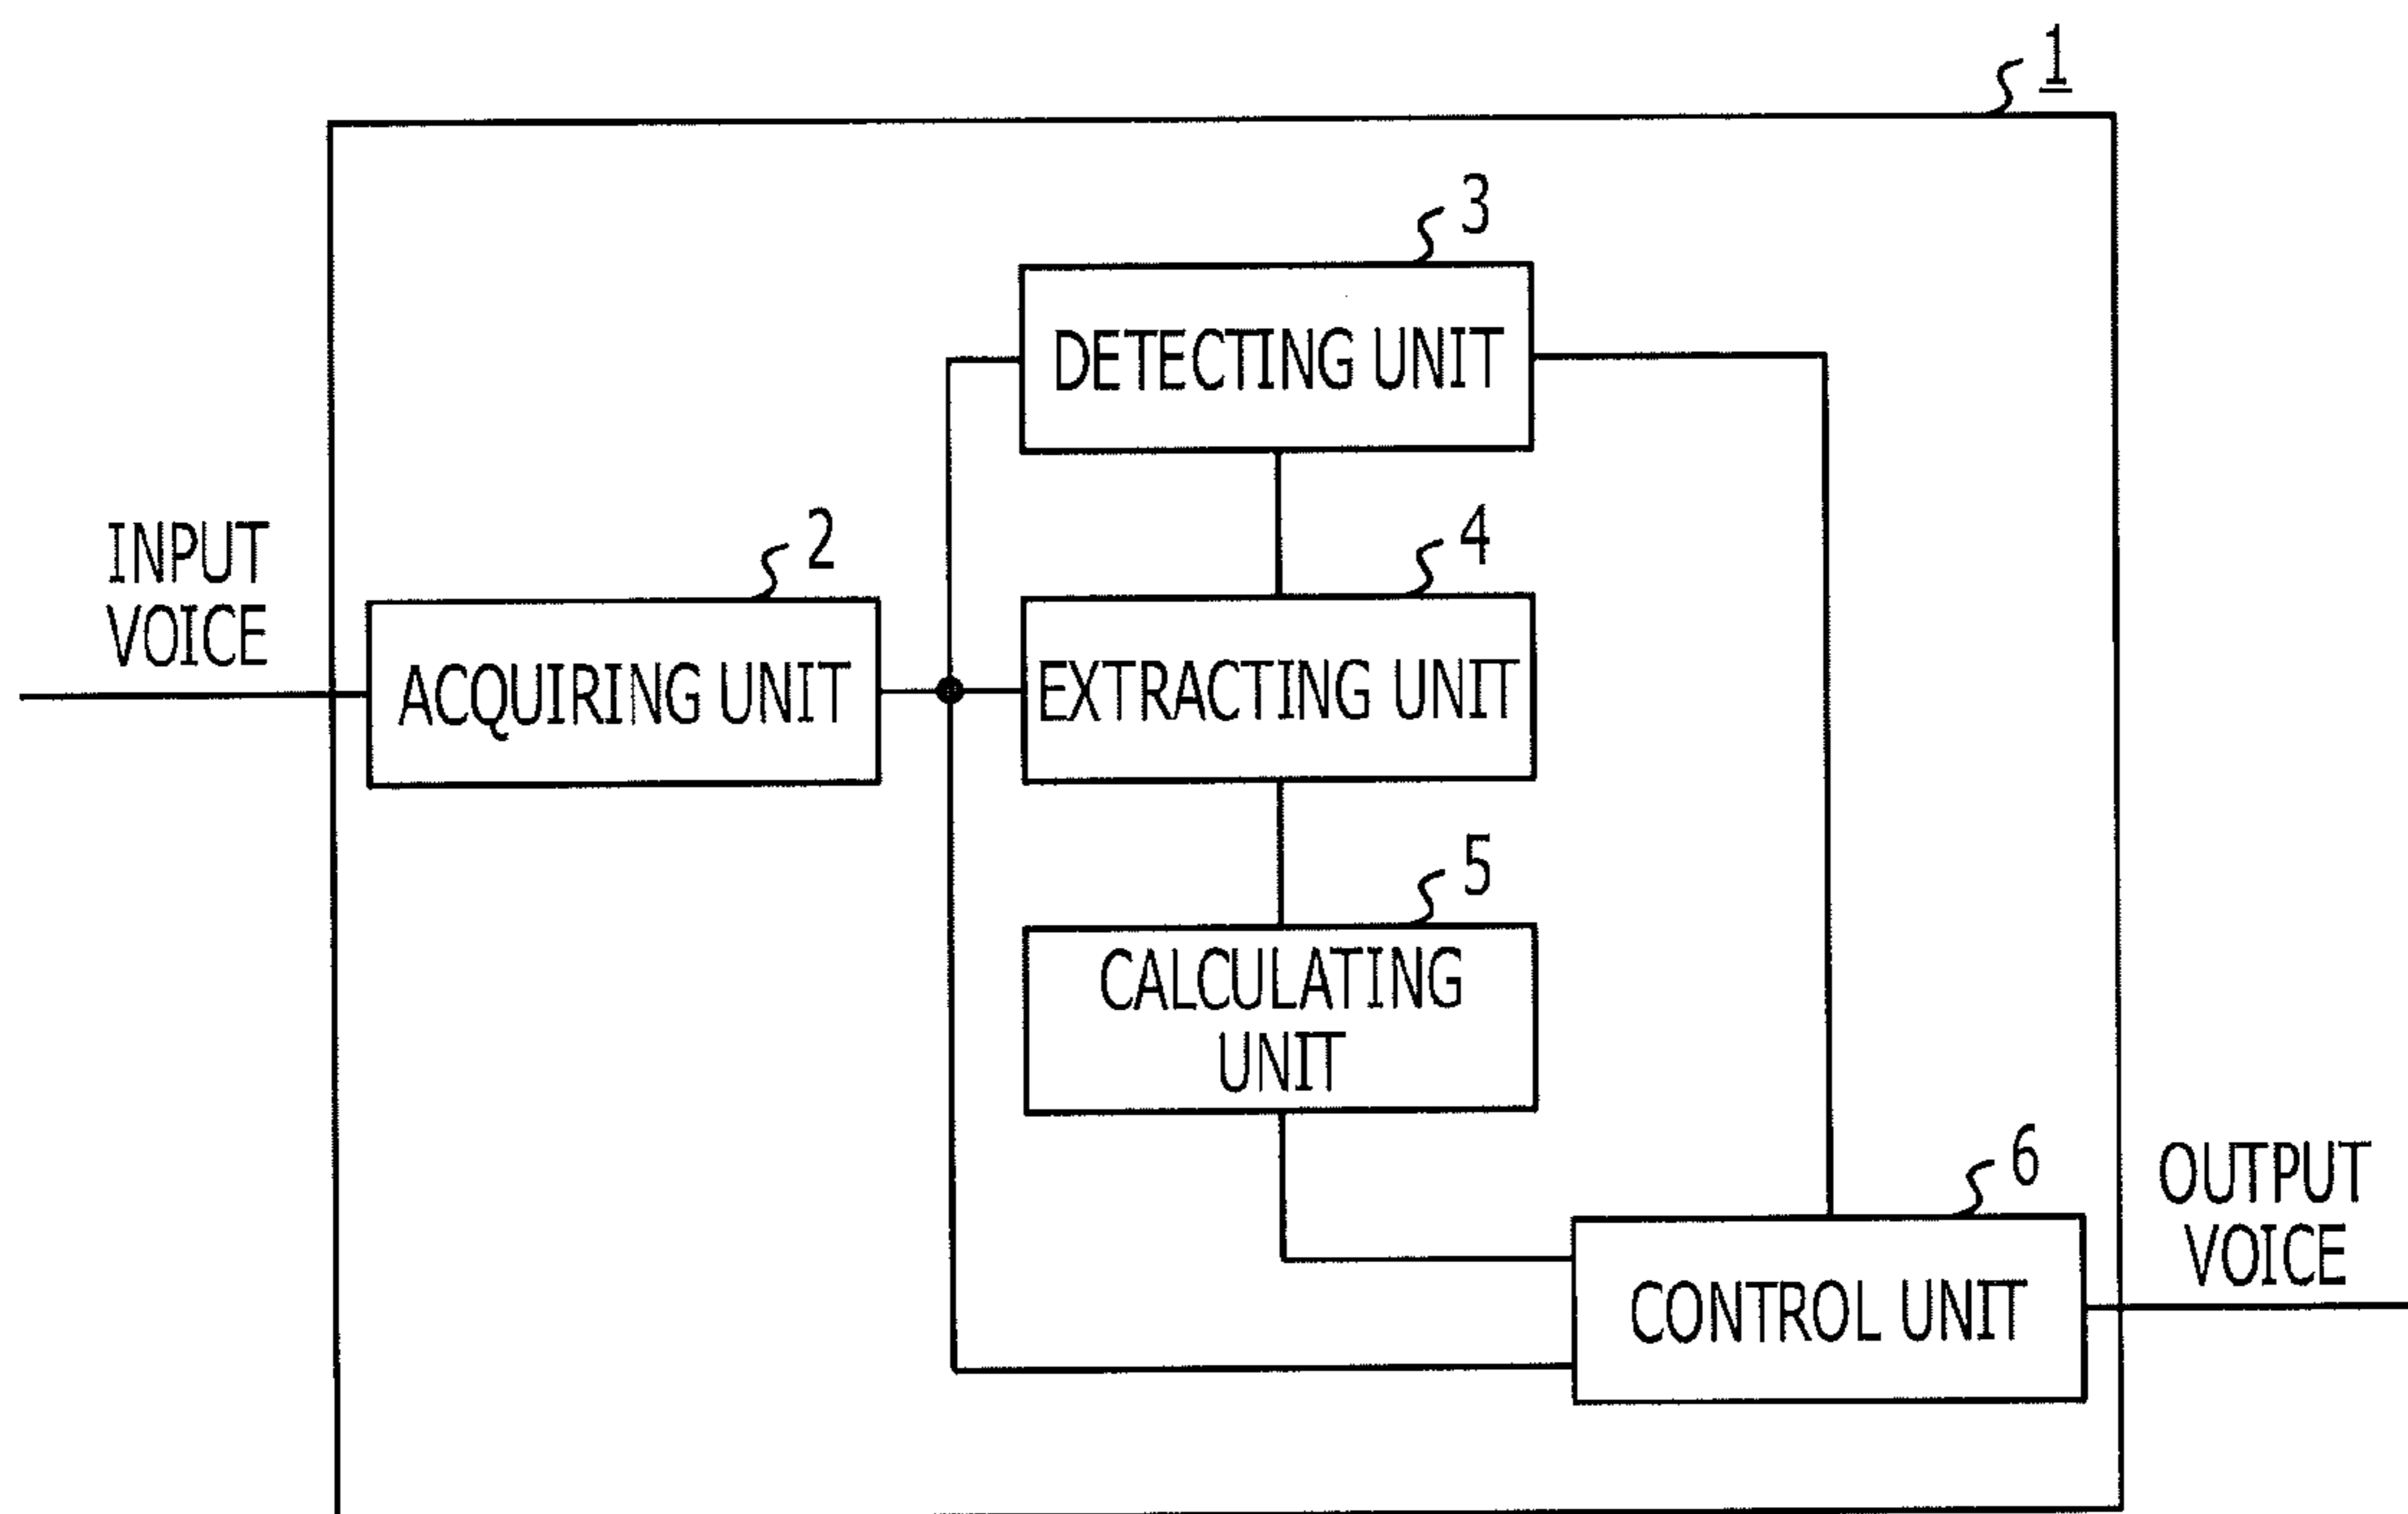 1
3
DETECTING UNIT
INPUT
VOICE
2
ACQUIRING UNIT
4
EXTRACTING UNIT
5
CALCULATING
UNIT
6
CONTROL UNIT
OUTPUT
VOICE